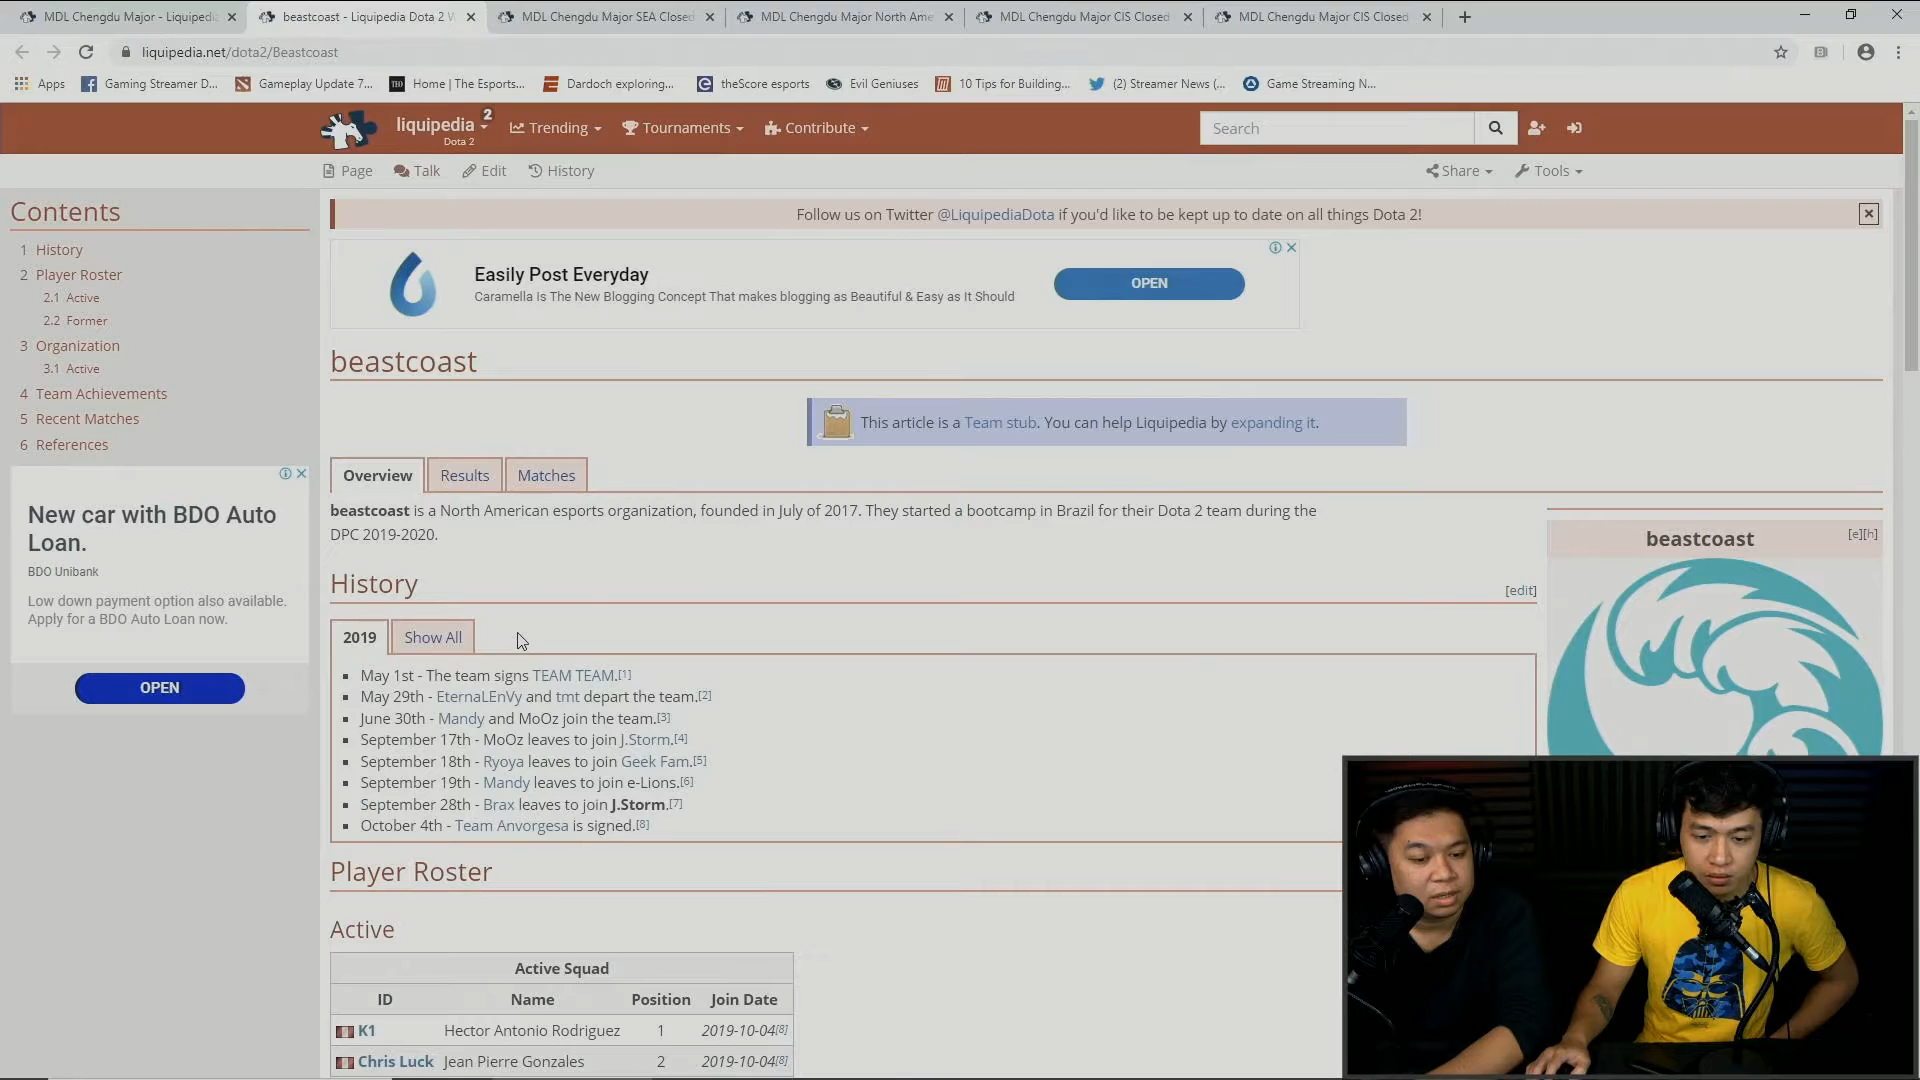 MDL Chengdu Major - Liquipedia
beastcoast - Liquipedia Dota 2 W
MDL Chengdu Major SEA Closed
MDL Chengdu Major North Ame
MDL Chengdu Major CIS Closed
MDL Chengdu Major CIS Closed
liquipedia.net/dota2/Beastcoast
Apps
Gaming Streamer D...
Gameplay Update 7...
Home | The Esports...
Dardoch exploring...
theScore esports
Evil Geniuses
10 Tips for Building...
(2) Streamer News (...
Game Streaming N...
liquipedia 2
Dota 2
Trending
Tournaments
Contribute
Search
Page
Talk
Edit
History
Share
Tools
Contents
1 History
2 Player Roster
2.1 Active
2.2 Former
3 Organization
3.1 Active
4 Team Achievements
5 Recent Matches
6 References
New car with BDO Auto
Loan.
BDO Unibank
Low down payment option also available.
Apply for a BDO Auto Loan now.
OPEN
Follow us on Twitter @LiquipediaDota if you'd like to be kept up to date on all things Dota 2!
Easily Post Everyday
Caramella Is The New Blogging Concept That makes blogging as Beautiful & Easy as It Should
OPEN
beastcoast
This article is a Team stub. You can help Liquipedia by expanding it.
Overview
Results
Matches
beastcoast is a North American esports organization, founded in July of 2017. They started a bootcamp in Brazil for their Dota 2 team during the
DPC 2019-2020.
beastcoast
[e][h]
History
[edit]
2019
Show All
May 1st - The team signs TEAM TEAM.[1]
May 29th - EternaLEnVy and tmt depart the team.[2]
June 30th - Mandy and MoOz join the team.[3]
September 17th - MoOz leaves to join J.Storm.[4]
September 18th - Ryoya leaves to join Geek Fam.[5]
September 19th - Mandy leaves to join e-Lions.[6]
September 28th - Brax leaves to join J.Storm.[7]
October 4th - Team Anvorgesa is signed.[8]
Player Roster
Active
Active Squad
ID Name Position Join Date
K1 Hector Antonio Rodriguez 1 2019-10-04[8]
Chris Luck Jean Pierre Gonzales 2 2019-10-04[8]